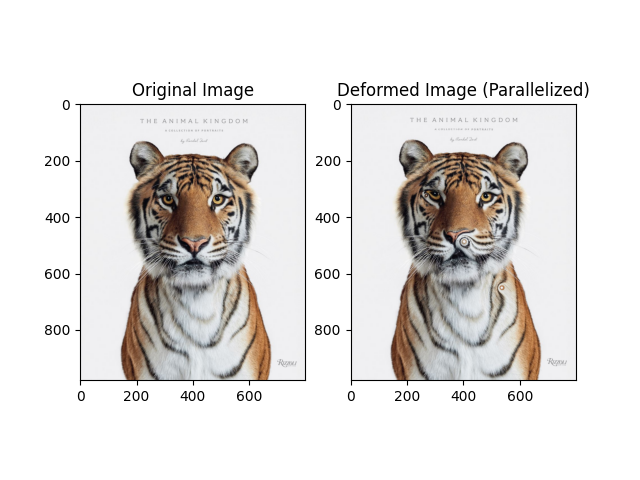 Original Image
Deformed Image (Parallelized)
0
200
400
600
800
0
200
400
600
THE ANIMAL KINGDOM
A COLLECTION OF PORTRAITS
by Randal Ford
Rizzoli
0
200
400
600
800
0
200
400
600
THE ANIMAL KINGDOM
A COLLECTION OF PORTRAITS
by Randal Ford
Rizzoli